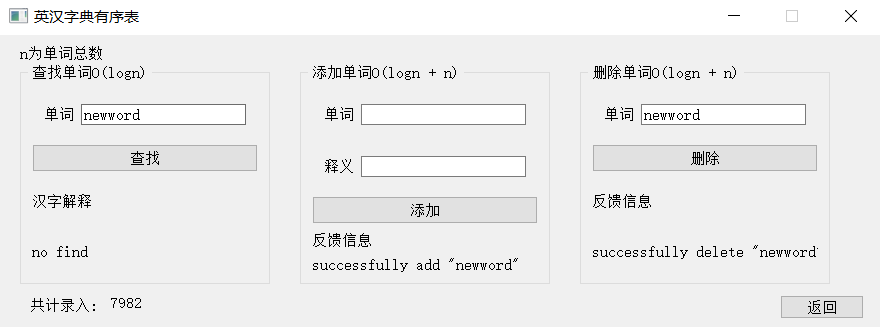 英汉字典有序表
n为单词总数
查找单词O(logn)
单词 newword
查找
汉字解释
no find
添加单词O(logn + n)
单词
释义
添加
反馈信息
successfully add "newword"
删除单词O(logn + n)
单词 newword
删除
反馈信息
successfully delete "newword
共计录入: 7982
返回